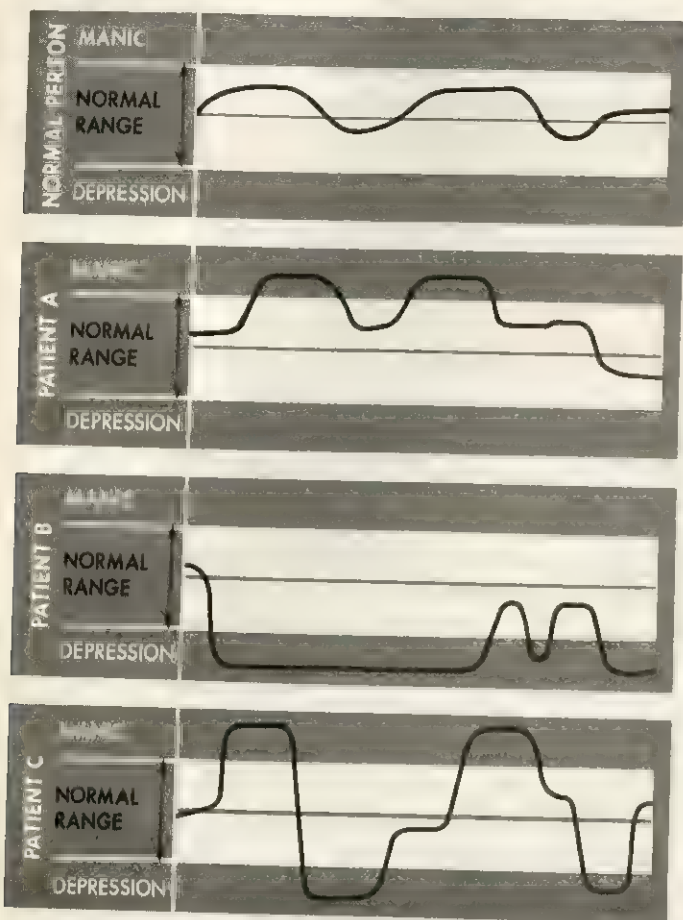 NORMAL PERSON
MANIC
NORMAL
RANGE
DEPRESSION
PATIENT A
NORMAL
RANGE
DEPRESSION
PATIENT B
NORMAL
RANGE
DEPRESSION
PATIENT C
NORMAL
RANGE
DEPRESSION